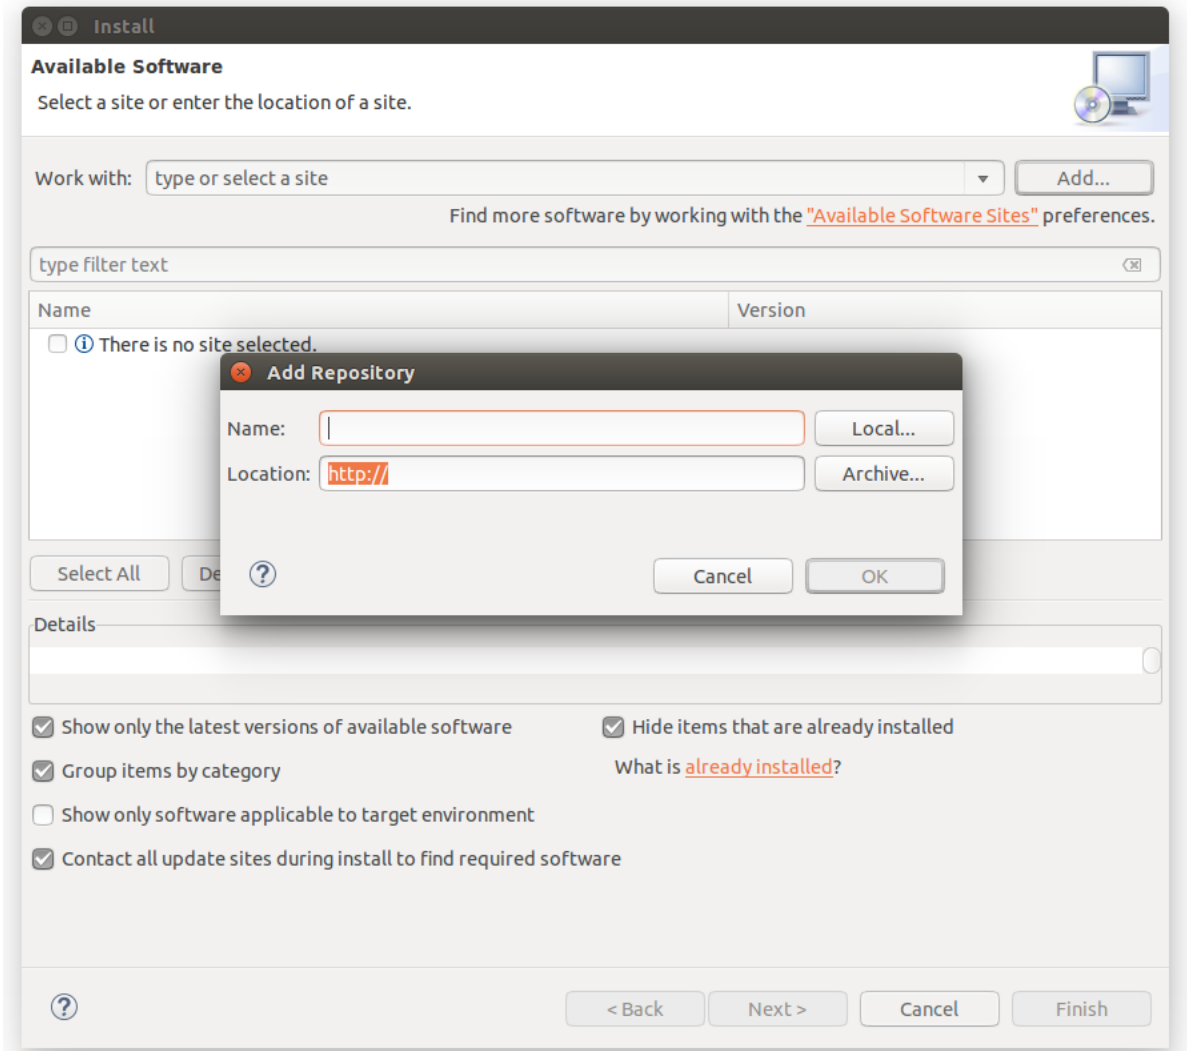 Install
Available Software
Select a site or enter the location of a site.
Work with: type or select a site Add...
Find more software by working with the "Available Software Sites" preferences.
type filter text
Name Version
There is no site selected.
Add Repository
Name: Local...
Location: http:// Archive...
Cancel OK
Select All De
Details
Show only the latest versions of available software Hide items that are already installed
Group items by category What is already installed?
Show only software applicable to target environment
Contact all update sites during install to find required software
< Back Next > Cancel Finish